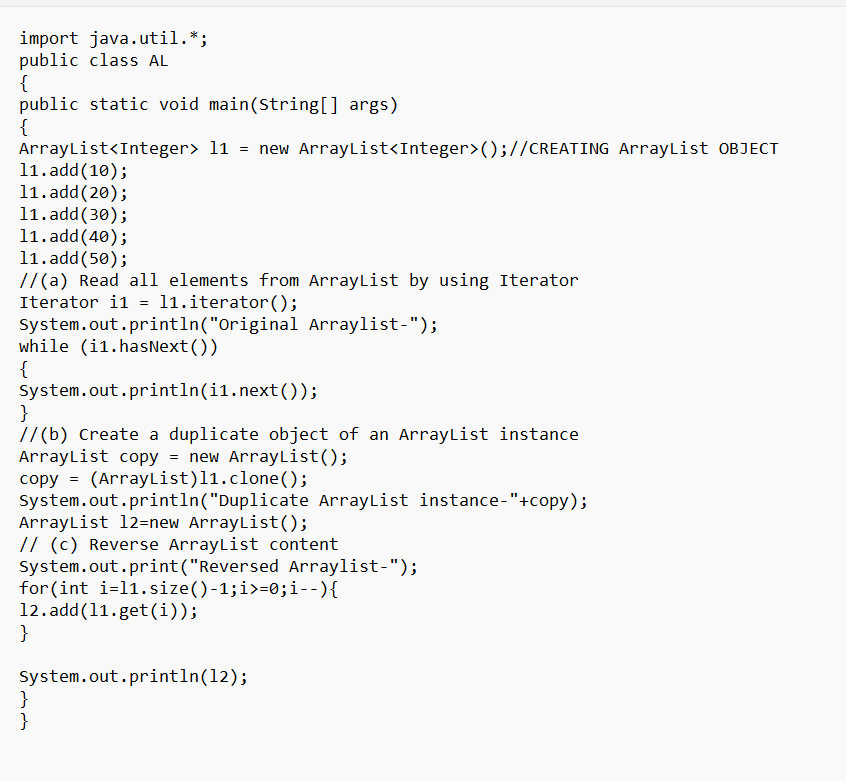 import java.util.*;
public class AL
{
public static void main(String[] args)
{
ArrayList<Integer> l1 = new ArrayList<Integer>();//CREATING ArrayList OBJECT
l1.add(10);
l1.add(20);
l1.add(30);
l1.add(40);
l1.add(50);
//(a) Read all elements from ArrayList by using Iterator
Iterator i1 = l1.iterator();
System.out.println("Original Arraylist-");
while (i1.hasNext())
{
System.out.println(i1.next());
}
//(b) Create a duplicate object of an ArrayList instance
ArrayList copy = new ArrayList();
copy = (ArrayList)l1.clone();
System.out.println("Duplicate ArrayList instance-"+copy);
ArrayList l2=new ArrayList();
// (c) Reverse ArrayList content
System.out.print("Reversed Arraylist-");
for(int i=l1.size()-1;i>=0;i--){
l2.add(l1.get(i));
}
System.out.println(l2);
}
}